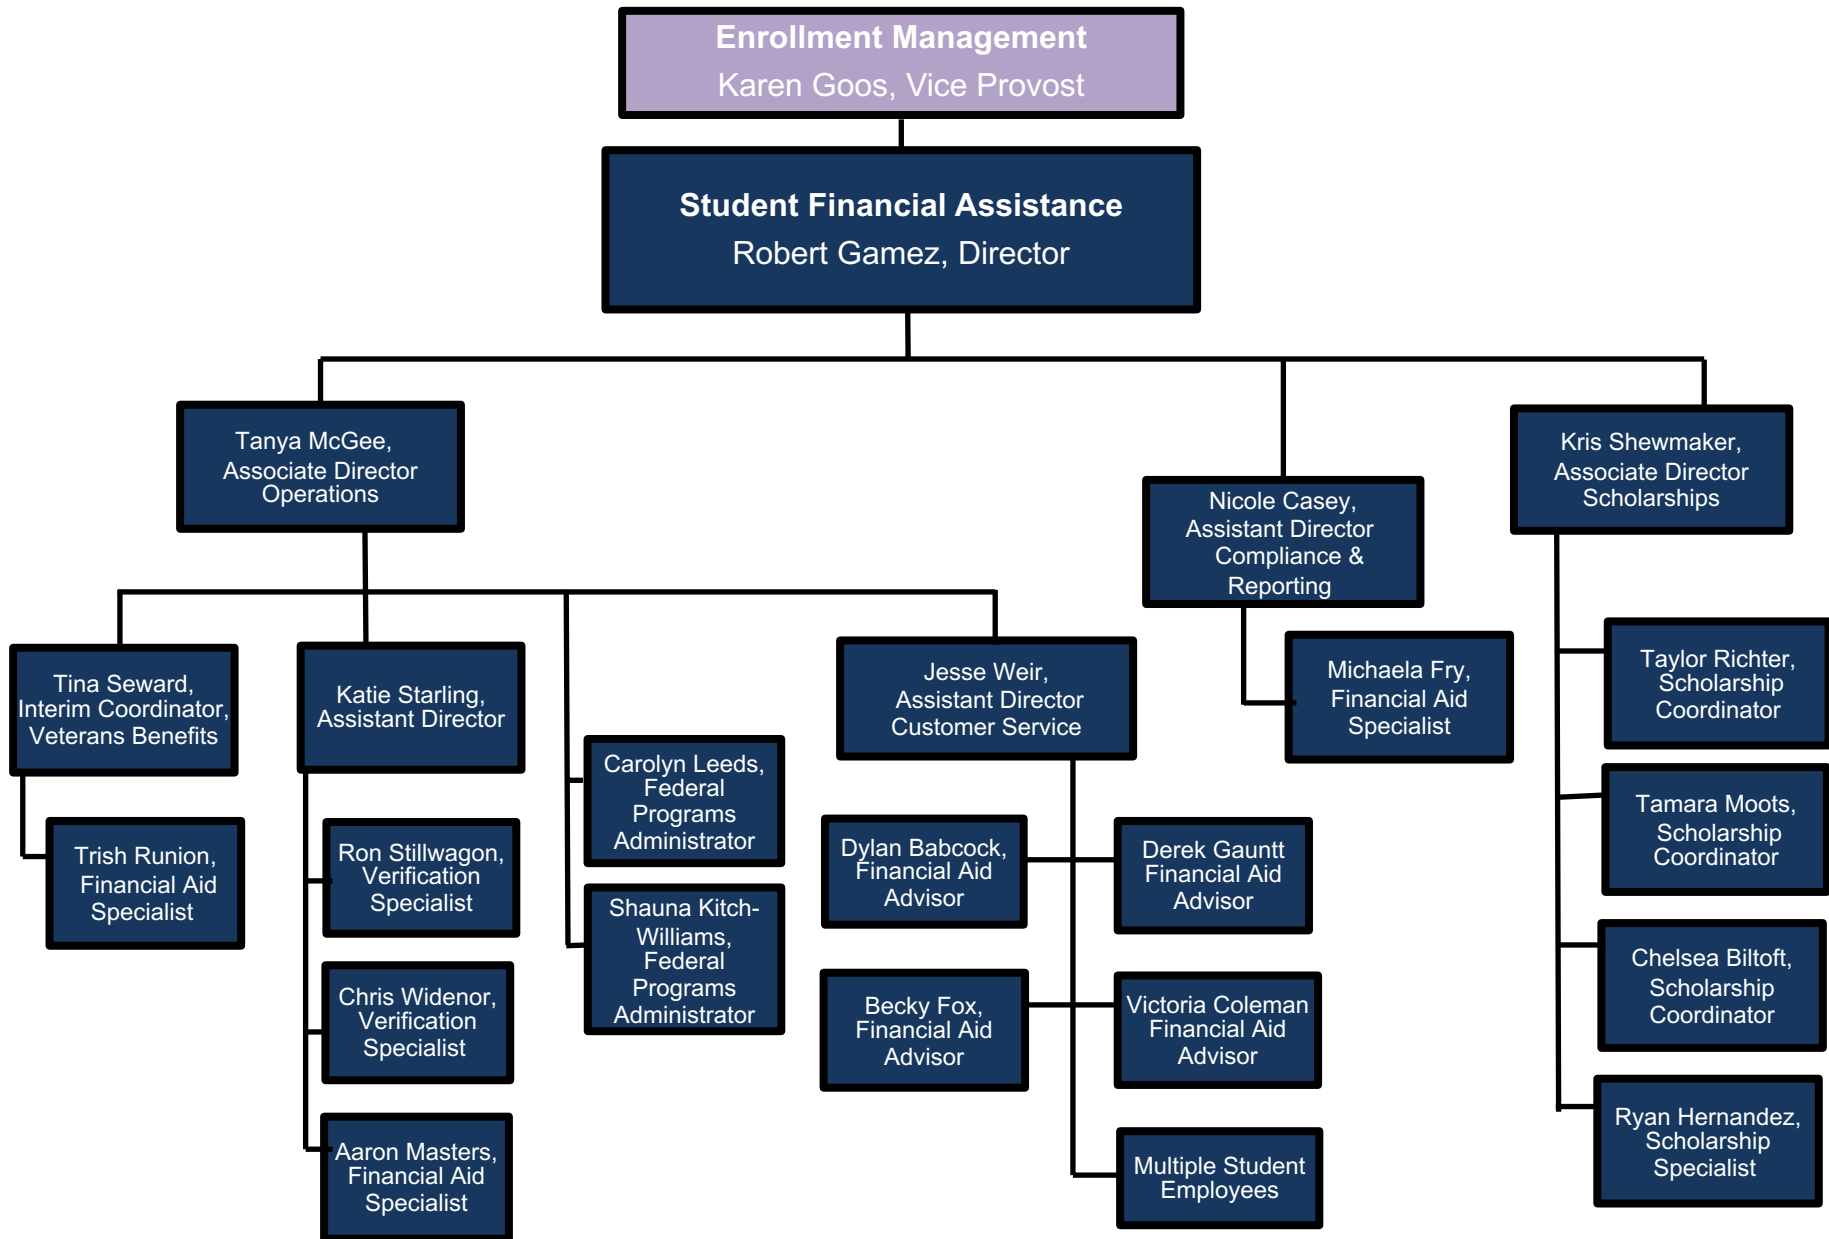 Enrollment Management
Karen Goos, Vice Provost
Student Financial Assistance
Robert Gamez, Director
Tanya McGee,
Associate Director
Operations
Nicole Casey,
Assistant Director
Compliance &
Reporting
Kris Shewmaker,
Associate Director
Scholarships
Tina Seward,
Interim Coordinator,
Veterans Benefits
Trish Runion,
Financial Aid
Specialist
Katie Starling,
Assistant Director
Ron Stillwagon,
Verification
Specialist
Chris Widenor,
Verification
Specialist
Aaron Masters,
Financial Aid
Specialist
Carolyn Leeds,
Federal
Programs
Administrator
Shauna Kitch-
Williams,
Federal
Programs
Administrator
Jesse Weir,
Assistant Director
Customer Service
Dylan Babcock,
Financial Aid
Advisor
Derek Gauntt
Financial Aid
Advisor
Becky Fox,
Financial Aid
Advisor
Victoria Coleman
Financial Aid
Advisor
Multiple Student
Employees
Michaela Fry,
Financial Aid
Specialist
Taylor Richter,
Scholarship
Coordinator
Tamara Moots,
Scholarship
Coordinator
Chelsea Biltoft,
Scholarship
Coordinator
Ryan Hernandez,
Scholarship
Specialist